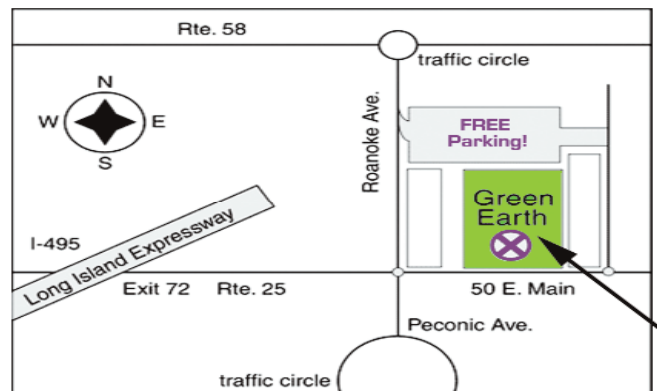 Rte. 58
traffic circle
N
W
E
S
Roanoke Ave.
FREE
Parking!
Green
Earth
I-495
Long Island Expressway
Exit 72
Rte. 25
50 E. Main
Peconic Ave.
traffic circle